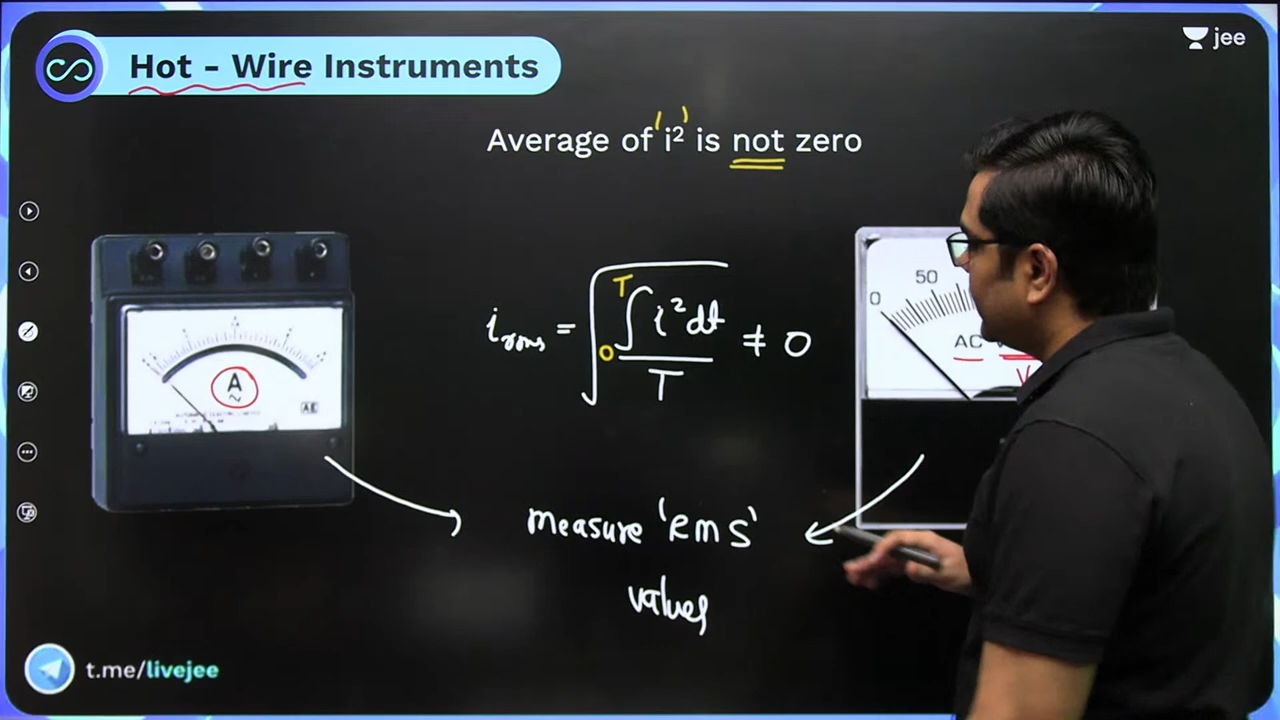 Hot - Wire Instruments
jee
Average of 'i²' is not zero
i_rms = √(∫₀ᵀ i² dt / T) ≠ 0
0 50
AC V
V
A
~
AE
measure 'RMS'
values
t.me/livejee